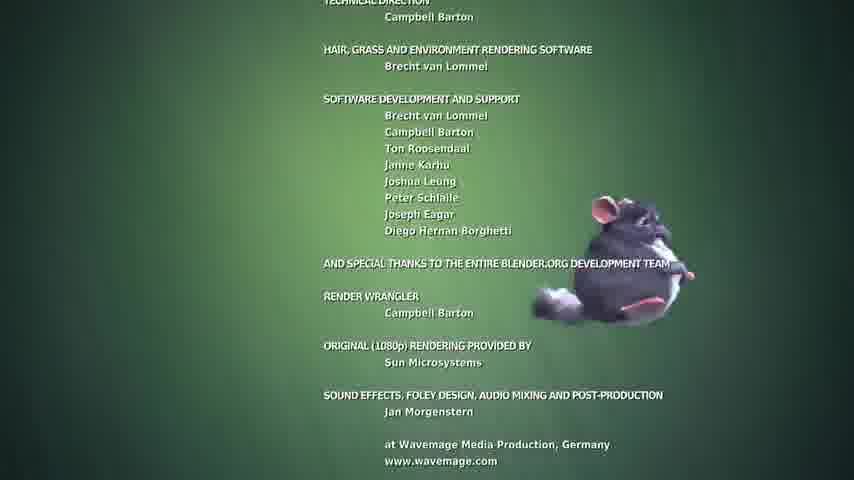 TECHNICAL DIRECTION
Campbell Barton
HAIR, GRASS AND ENVIRONMENT RENDERING SOFTWARE
Brecht van Lommel
SOFTWARE DEVELOPMENT AND SUPPORT
Brecht van Lommel
Campbell Barton
Ton Roosendaal
Janne Karhu
Joshua Leung
Peter Schlaile
Joseph Eagar
Diego Hernan Borghetti
AND SPECIAL THANKS TO THE ENTIRE BLENDER.ORG DEVELOPMENT TEAM
RENDER WRANGLER
Campbell Barton
ORIGINAL (1080p) RENDERING PROVIDED BY
Sun Microsystems
SOUND EFFECTS, FOLEY DESIGN, AUDIO MIXING AND POST-PRODUCTION
Jan Morgenstern
at Wavemage Media Production, Germany
www.wavemage.com